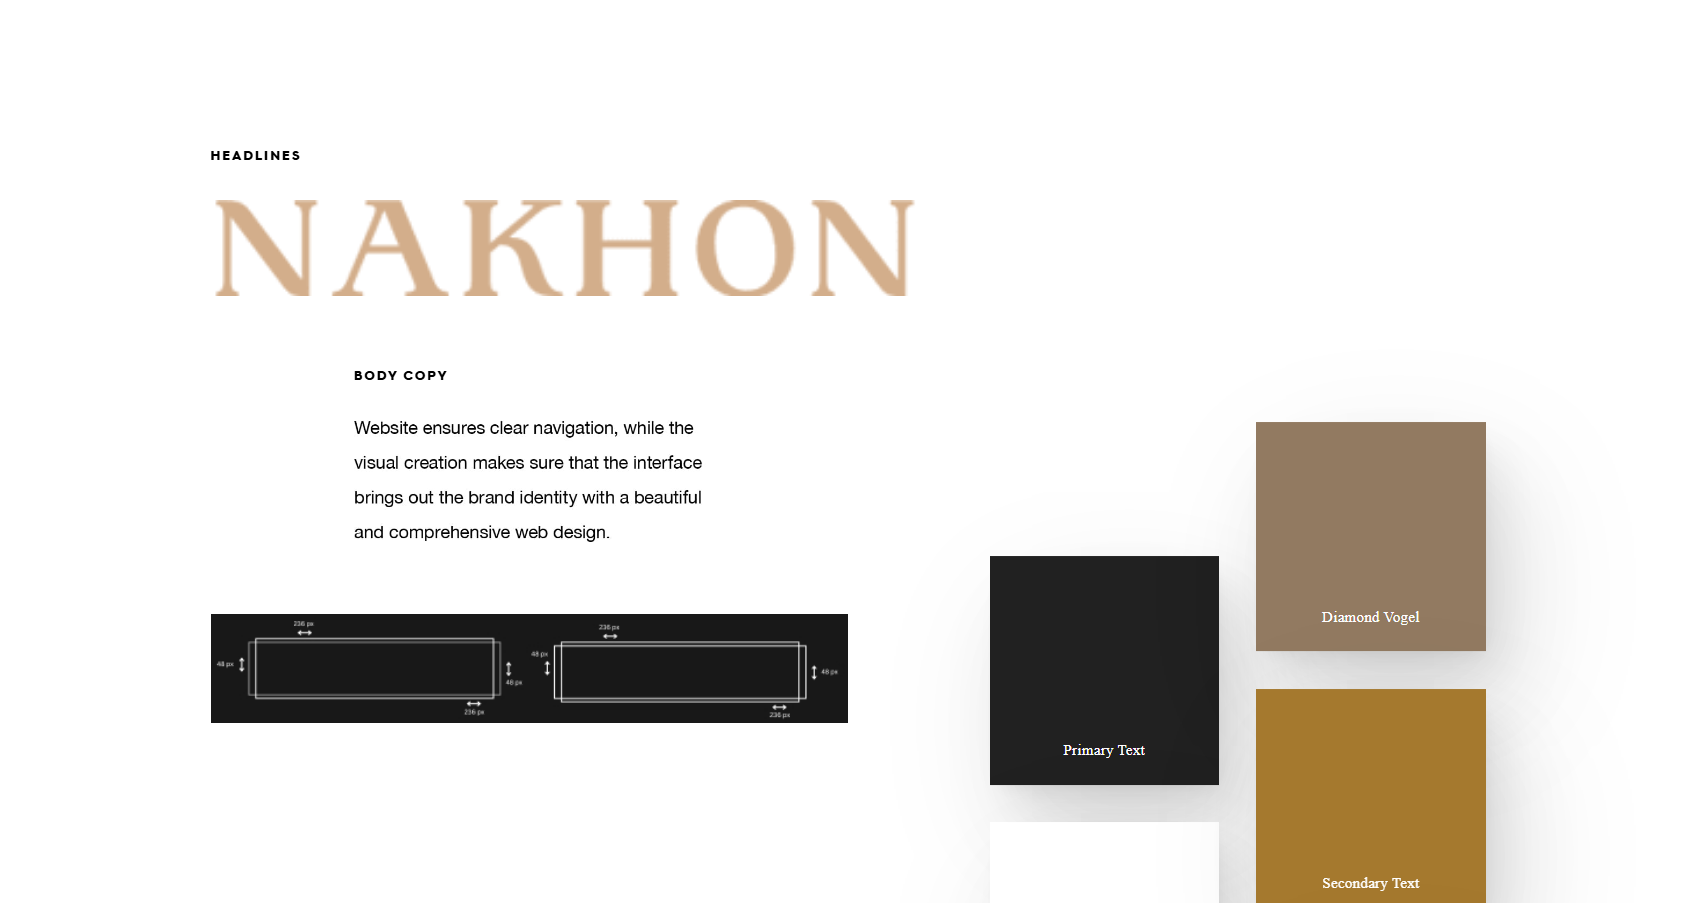 HEADLINES
NAKHON
BODY COPY
Website ensures clear navigation, while the
visual creation makes sure that the interface
brings out the brand identity with a beautiful
and comprehensive web design.
236 px
48 px
48 px
236 px
236 px
48 px
48 px
236 px
Diamond Vogel
Primary Text
Secondary Text